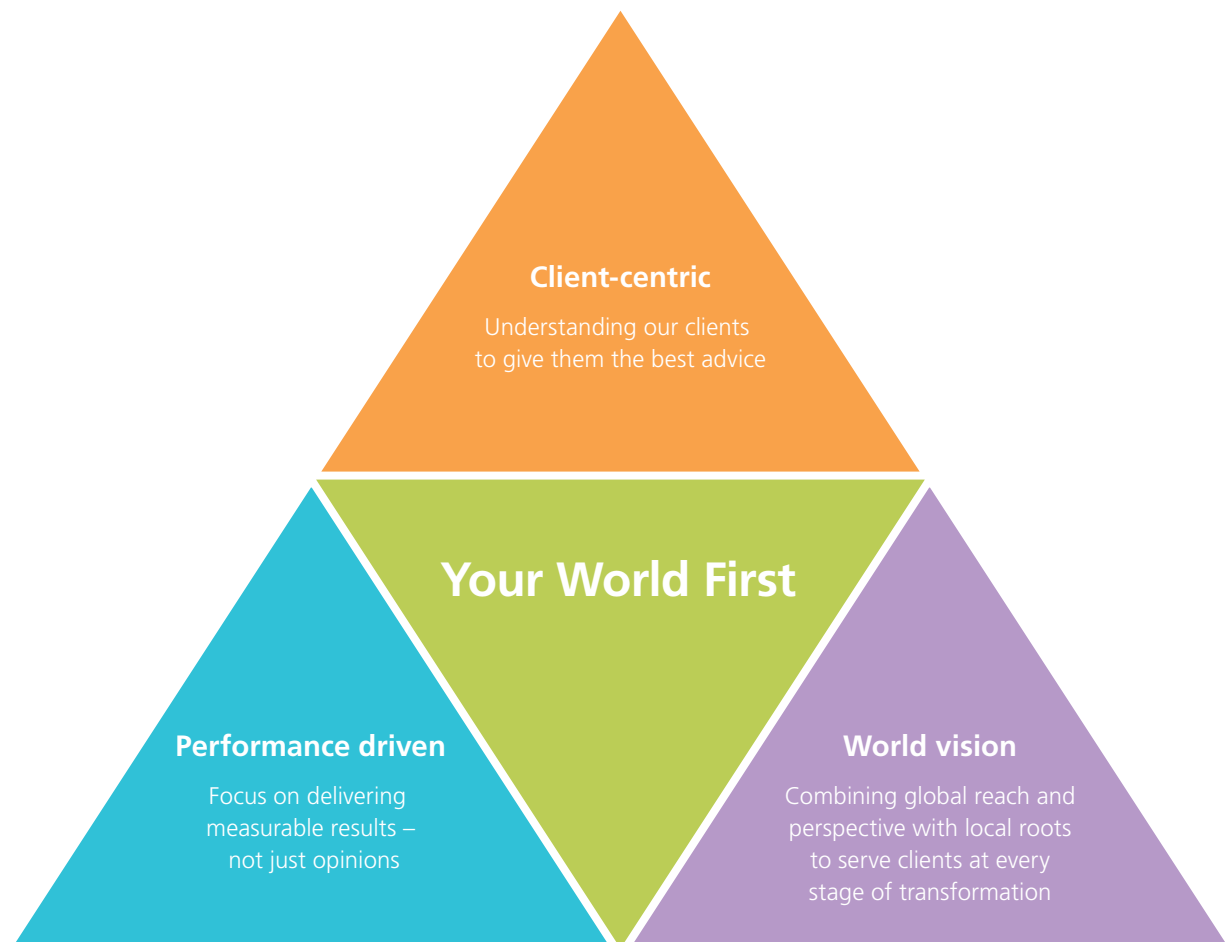 Client-centric
Understanding our clients
to give them the best advice
Your World First
Performance driven
Focus on delivering
measurable results –
not just opinions
World vision
Combining global reach and
perspective with local roots
to serve clients at every
stage of transformation